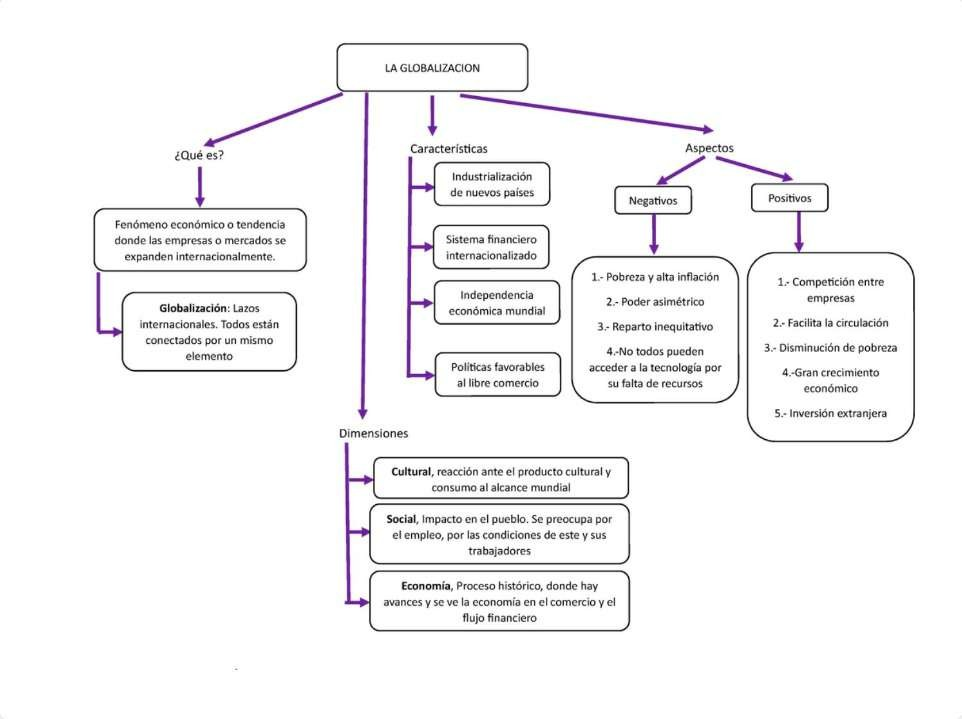 LA GLOBALIZACION
¿Qué es?
Fenómeno económico o tendencia
donde las empresas o mercados se
expanden internacionalmente.
Globalización: Lazos
internacionales. Todos están
conectados por un mismo
elemento
Características
Industrialización
de nuevos países
Sistema financiero
internacionalizado
Independencia
económica mundial
Políticas favorables
al libre comercio
Aspectos
Negativos
1.- Pobreza y alta inflación
2.- Poder asimétrico
3.- Reparto inequitativo
4.-No todos pueden
acceder a la tecnología por
su falta de recursos
Positivos
1.- Competición entre
empresas
2.- Facilita la circulación
3.- Disminución de pobreza
4.-Gran crecimiento
económico
5.- Inversión extranjera
Dimensiones
Cultural, reacción ante el producto cultural y
consumo al alcance mundial
Social, Impacto en el pueblo. Se preocupa por
el empleo, por las condiciones de este y sus
trabajadores
Economía, Proceso histórico, donde hay
avances y se ve la economía en el comercio y el
flujo financiero